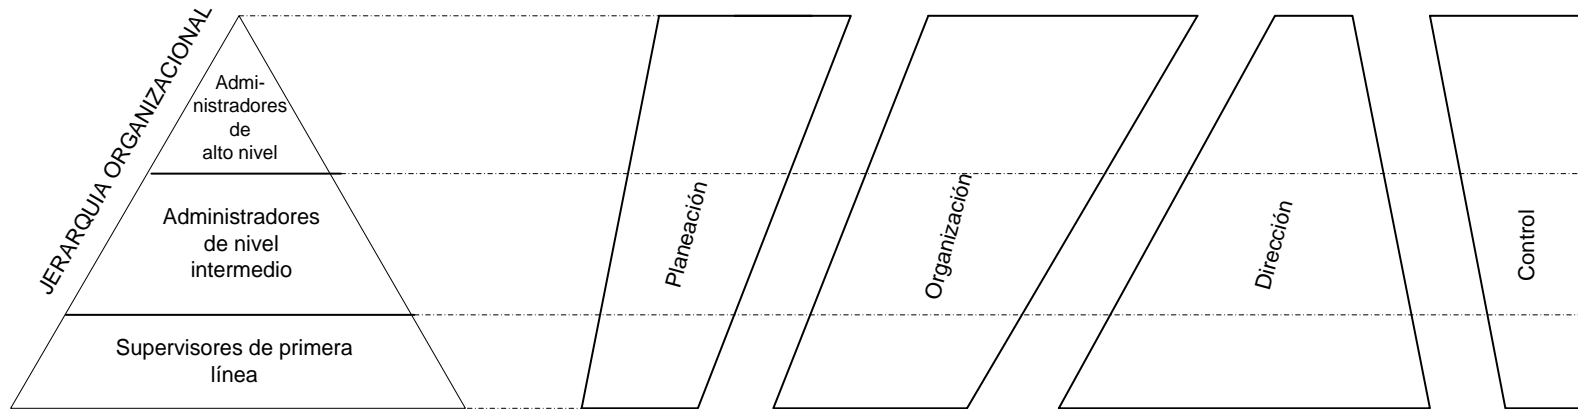 JERARQUIA ORGANIZACIONAL
Admi-
nistradores
de
alto nivel
Administradores
de nivel
intermedio
Supervisores de primera
línea
Planeación
Organización
Dirección
Control